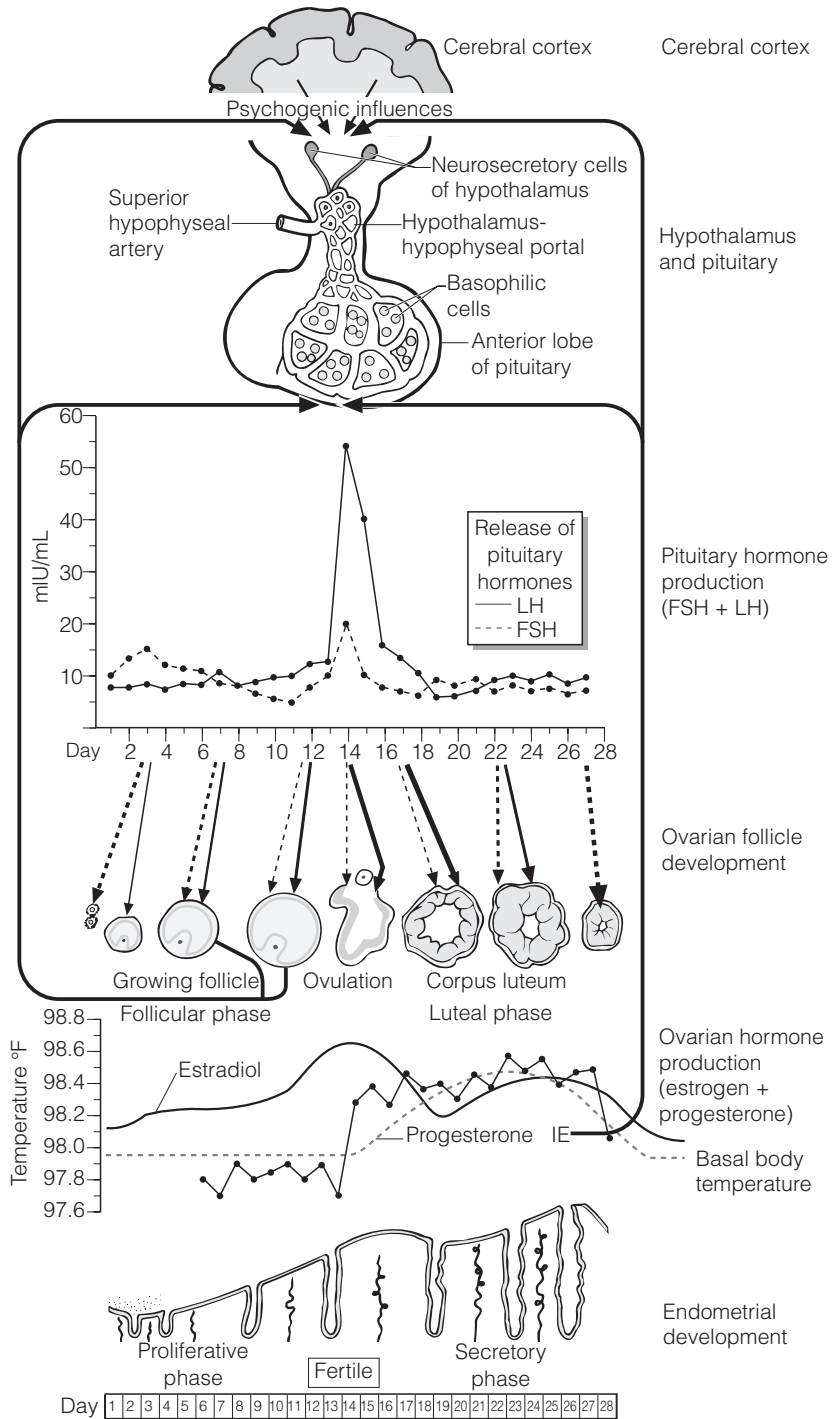 Cerebral cortex
Cerebral cortex
Psychogenic influences
Neurosecretory cells
of hypothalamus
Superior
hypophyseal
artery
Hypothalamus-
hypophyseal portal
Hypothalamus
and pituitary
Basophilic
cells
Anterior lobe
of pituitary
60
50
40
30
20
10
mIU/mL
Release of
pituitary
hormones
LH
FSH
Pituitary hormone
production
(FSH + LH)
Day 2 4 6 8 10 12 14 16 18 20 22 24 26 28
Ovarian follicle
development
Growing follicle
Ovulation
Corpus luteum
Follicular phase
Luteal phase
98.8
98.6
98.4
98.2
98.0
97.8
97.6
Temperature °F
Estradiol
Progesterone
IE
Ovarian hormone
production
(estrogen +
progesterone)
Basal body
temperature
Endometrial
development
Proliferative
phase
Fertile
Secretory
phase
Day 1 2 3 4 5 6 7 8 9 10 11 12 13 14 15 16 17 18 19 20 21 22 23 24 25 26 27 28